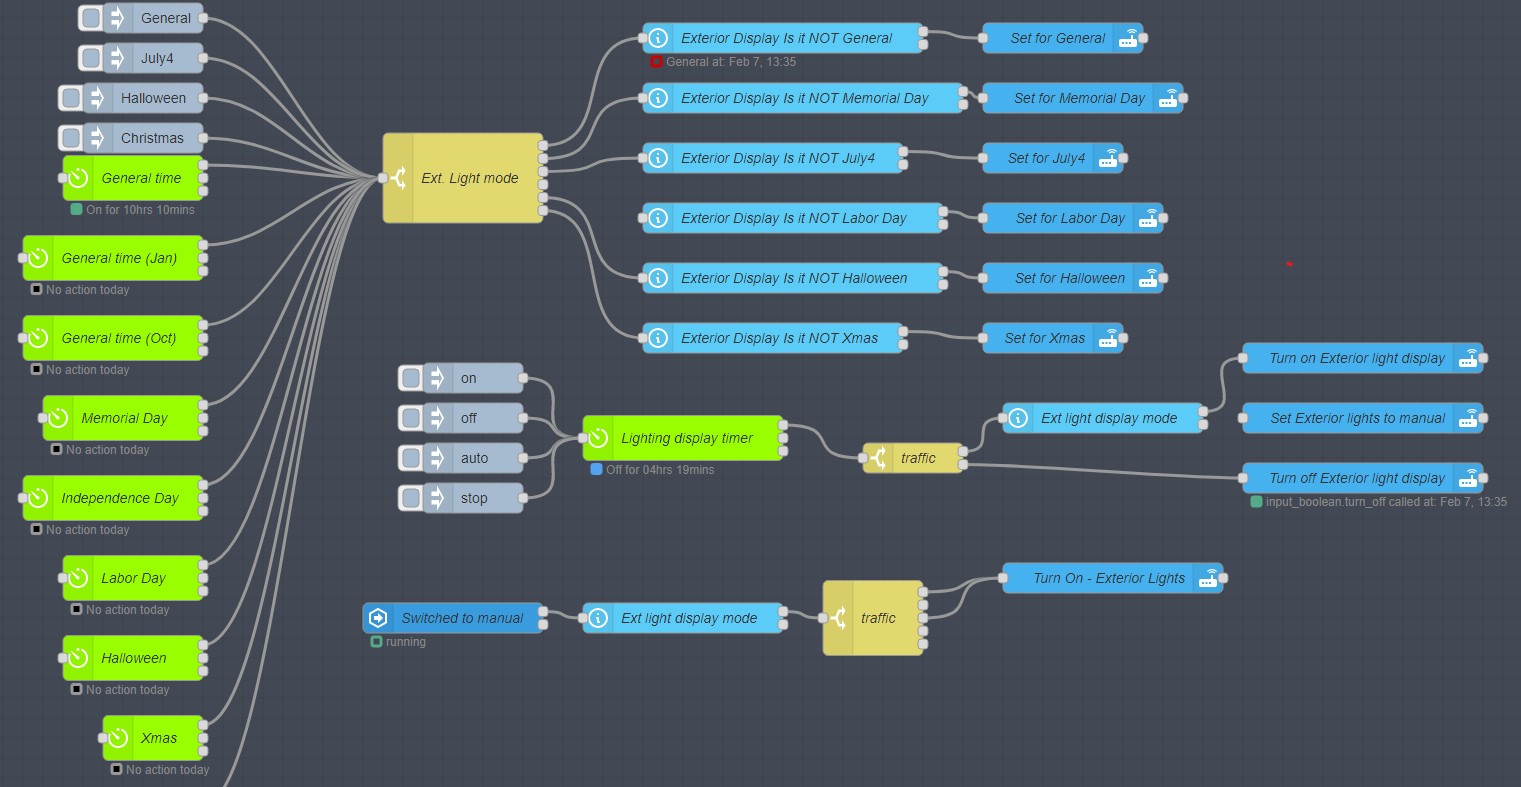 General
July4
Halloween
Christmas
General time
On for 10hrs 10mins
General time (Jan)
No action today
General time (Oct)
No action today
Memorial Day
No action today
Independence Day
No action today
Labor Day
No action today
Halloween
No action today
Xmas
No action today
Ext. Light mode
Exterior Display Is it NOT General
General at: Feb 7, 13:35
Set for General
Exterior Display Is it NOT Memorial Day
Set for Memorial Day
Exterior Display Is it NOT July4
Set for July4
Exterior Display Is it NOT Labor Day
Set for Labor Day
Exterior Display Is it NOT Halloween
Set for Halloween
Exterior Display Is it NOT Xmas
Set for Xmas
on
off
auto
stop
Lighting display timer
Off for 04hrs 19mins
traffic
Ext light display mode
Turn on Exterior light display
Set Exterior lights to manual
Turn off Exterior light display
input_boolean.turn_off called at: Feb 7, 13:35
Switched to manual
running
Ext light display mode
traffic
Turn On - Exterior Lights